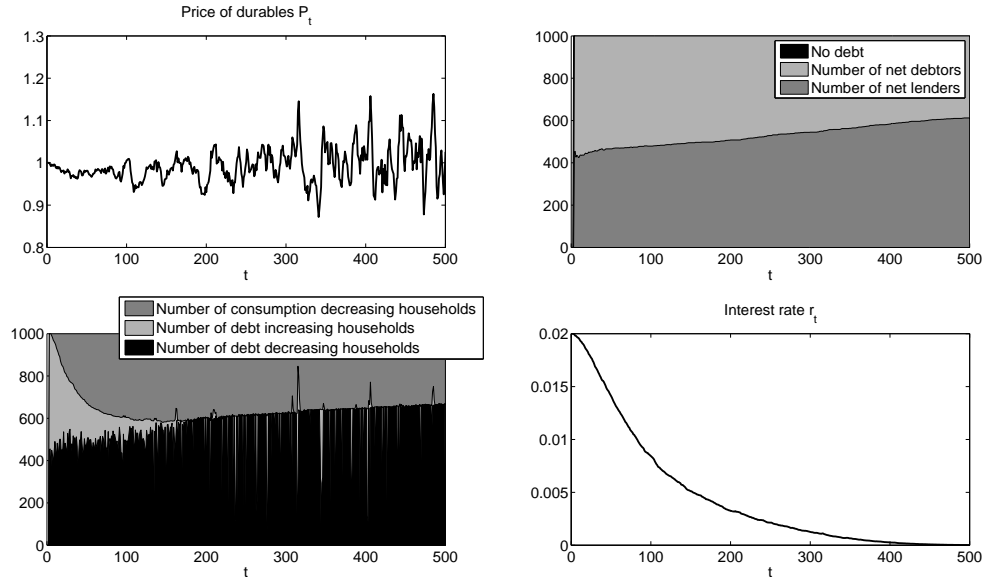 Price of durables P_t
1.3
1.2
1.1
1
0.9
0.8
0 100 200 300 400 500
t
1000
800
600
400
200
0
No debt
Number of net debtors
Number of net lenders
0 100 200 300 400 500
t
Number of consumption decreasing households
Number of debt increasing households
Number of debt decreasing households
1000
800
600
400
200
0
0 100 200 300 400 500
t
Interest rate r_t
0.02
0.015
0.01
0.005
0
0 100 200 300 400 500
t